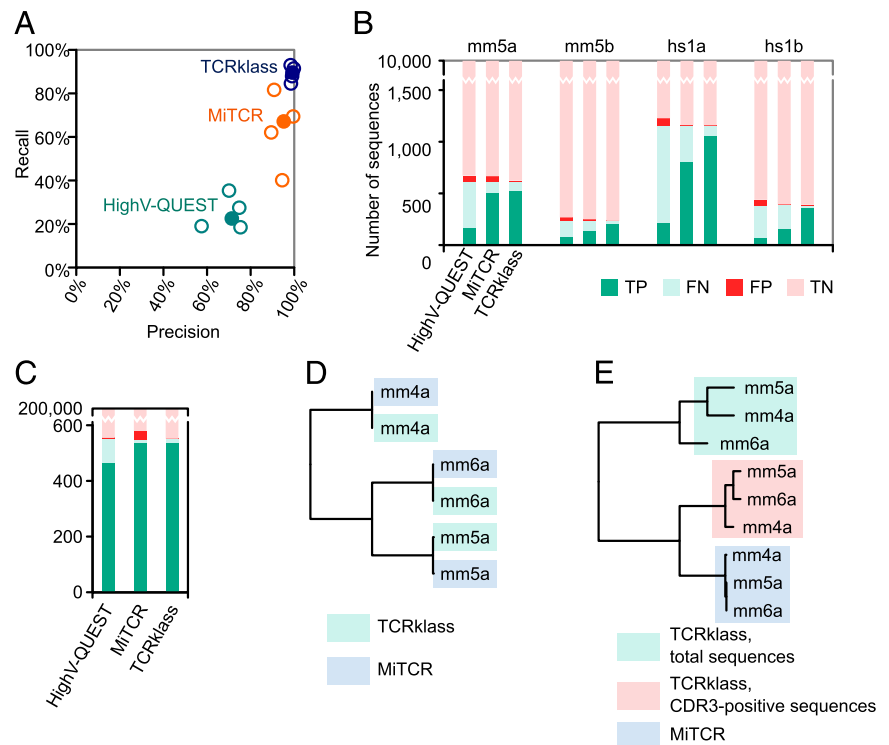 A
100%
80%
60%
40%
20%
0%
Recall
TCRklass
MiTCR
HighV-QUEST
0%
20%
40%
60%
80%
100%
Precision
B
mm5a
mm5b
hs1a
hs1b
10,000
1,500
1,000
500
0
Number of sequences
HighV-QUEST
MiTCR
TCRklass
TP
FN
FP
TN
C
200,000
600
400
200
0
HighV-QUEST
MiTCR
TCRklass
D
mm4a
mm4a
mm6a
mm6a
mm5a
mm5a
TCRklass
MiTCR
E
mm5a
mm4a
mm6a
mm5a
mm6a
mm4a
mm4a
mm5a
mm6a
TCRklass,
total sequences
TCRklass,
CDR3-positive sequences
MiTCR